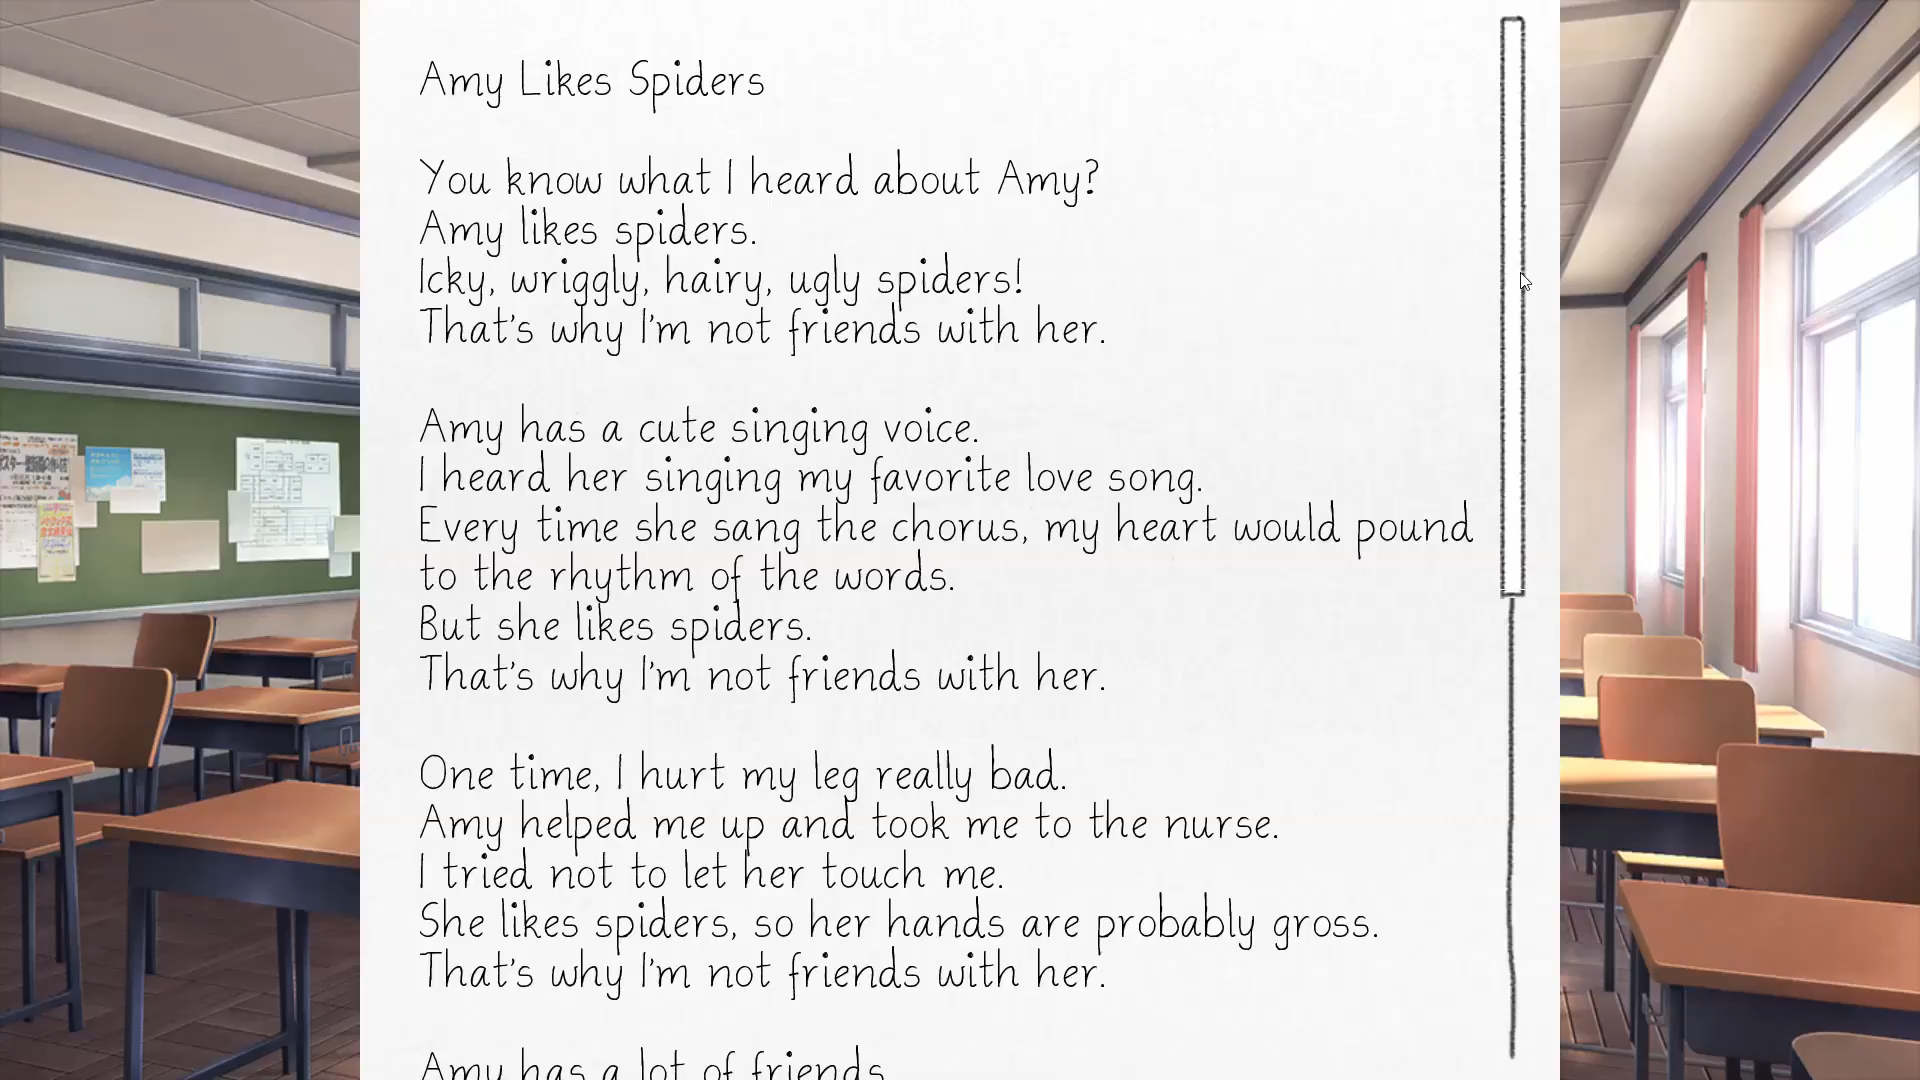 Amy Likes Spiders
You know what I heard about Amy?
Amy likes spiders.
Icky, wriggly, hairy, ugly spiders!
That's why I'm not friends with her.
Amy has a cute singing voice.
I heard her singing my favorite love song.
Every time she sang the chorus, my heart would pound
to the rhythm of the words.
But she likes spiders.
That's why I'm not friends with her.
One time, I hurt my leg really bad.
Amy helped me up and took me to the nurse.
I tried not to let her touch me.
She likes spiders, so her hands are probably gross.
That's why I'm not friends with her.
Amy has a lot of friends